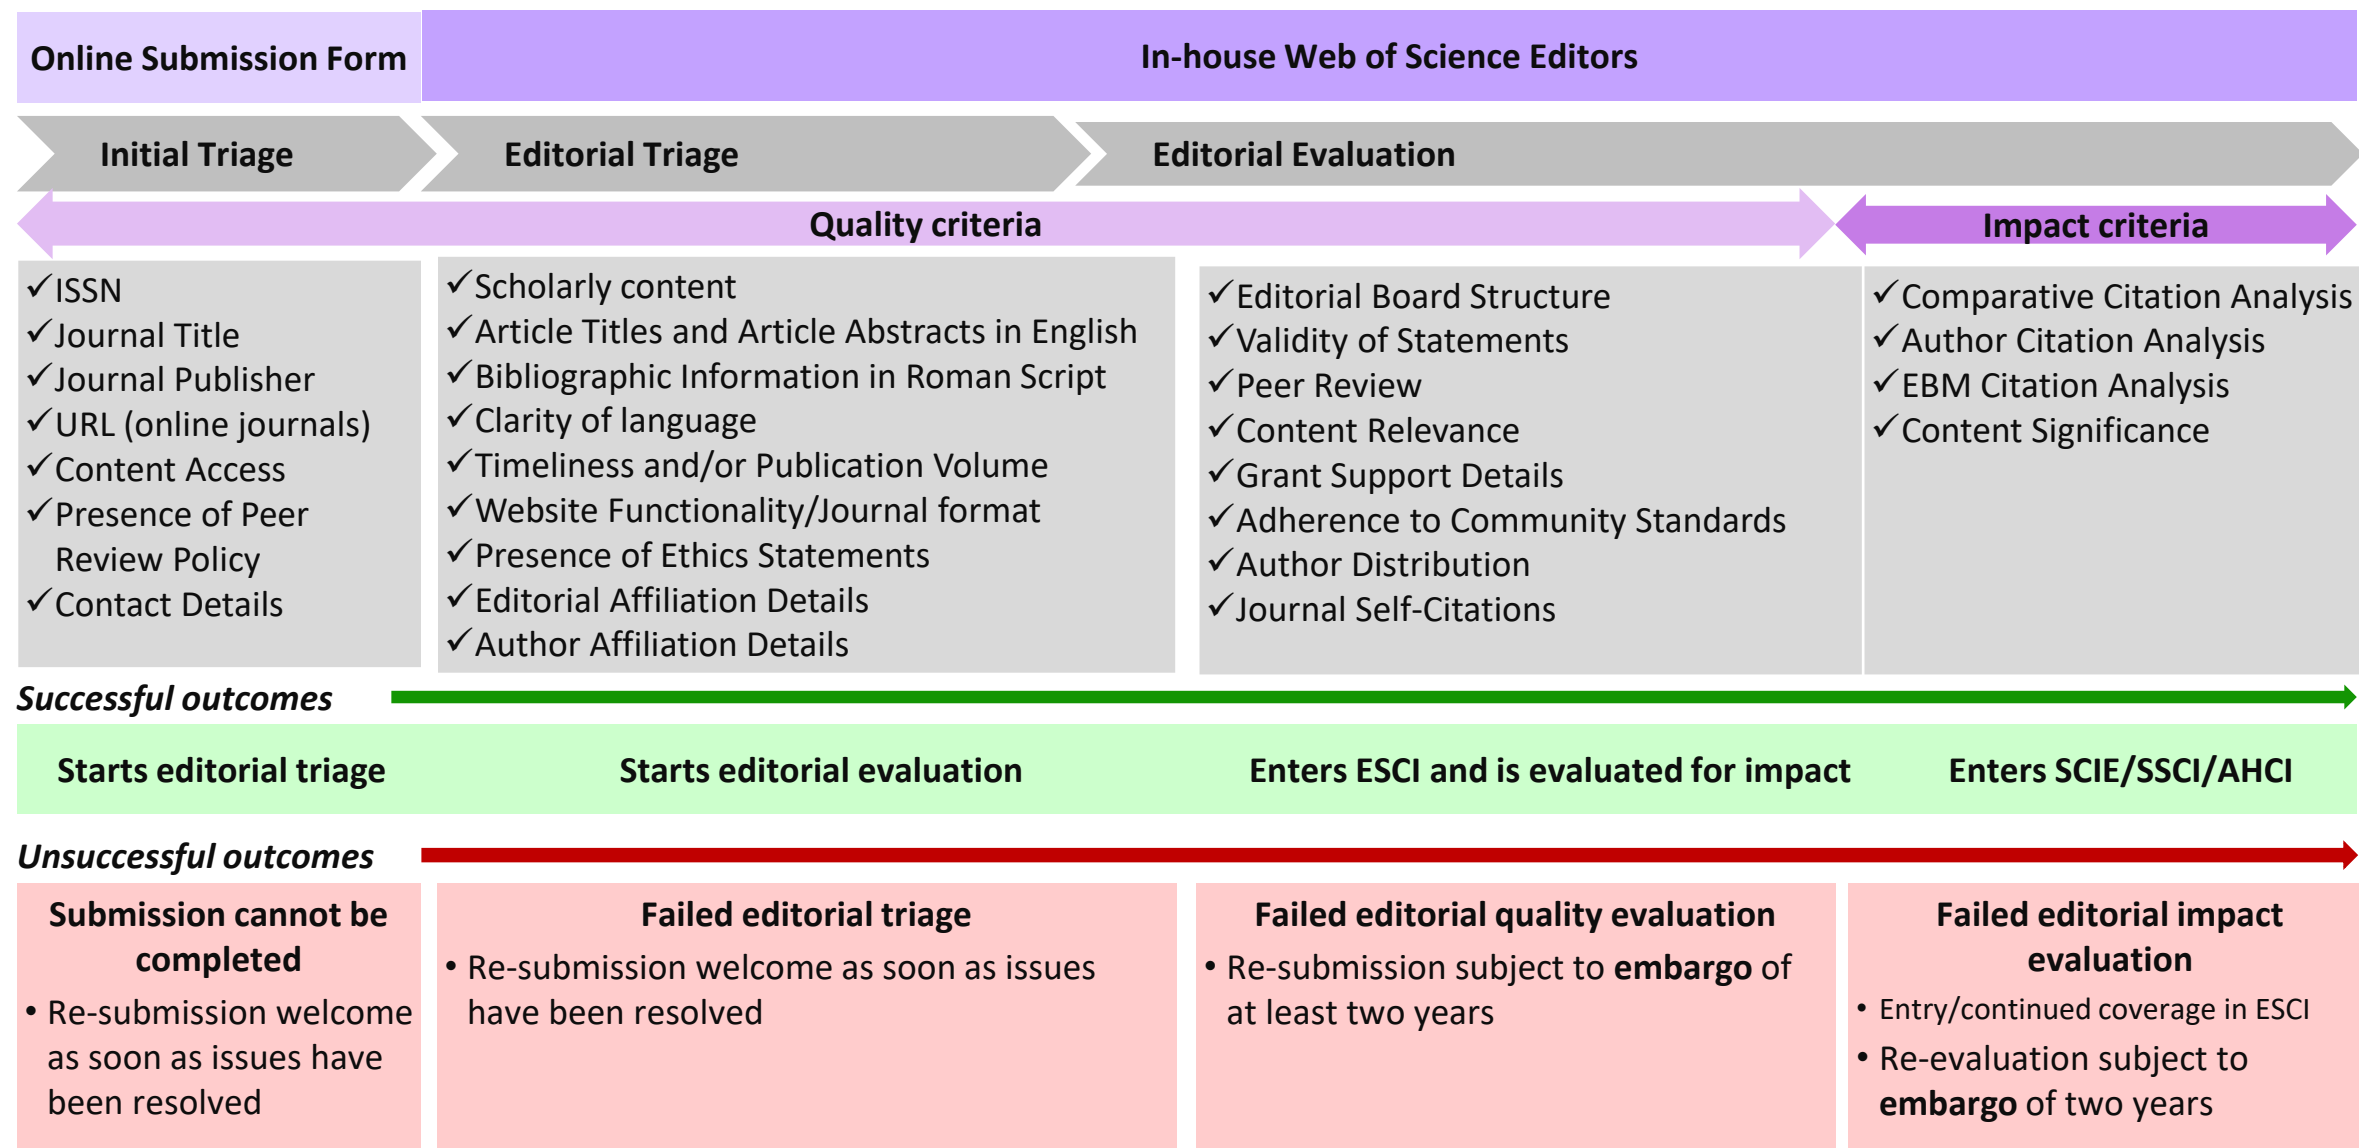 Online Submission Form
In-house Web of Science Editors
Initial Triage
Editorial Triage
Editorial Evaluation
Quality criteria
Impact criteria
✓ISSN
✓Journal Title
✓Journal Publisher
✓URL (online journals)
✓Content Access
✓Presence of Peer
Review Policy
✓Contact Details
✓Scholarly content
✓Article Titles and Article Abstracts in English
✓Bibliographic Information in Roman Script
✓Clarity of language
✓Timeliness and/or Publication Volume
✓Website Functionality/Journal format
✓Presence of Ethics Statements
✓Editorial Affiliation Details
✓Author Affiliation Details
✓Editorial Board Structure
✓Validity of Statements
✓Peer Review
✓Content Relevance
✓Grant Support Details
✓Adherence to Community Standards
✓Author Distribution
✓Journal Self-Citations
✓Comparative Citation Analysis
✓Author Citation Analysis
✓EBM Citation Analysis
✓Content Significance
Successful outcomes
Starts editorial triage
Starts editorial evaluation
Enters ESCI and is evaluated for impact
Enters SCIE/SSCI/AHCI
Unsuccessful outcomes
Submission cannot be
completed
• Re-submission welcome
as soon as issues have
been resolved
Failed editorial triage
• Re-submission welcome as soon as issues
have been resolved
Failed editorial quality evaluation
• Re-submission subject to embargo of
at least two years
Failed editorial impact
evaluation
• Entry/continued coverage in ESCI
• Re-evaluation subject to
embargo of two years